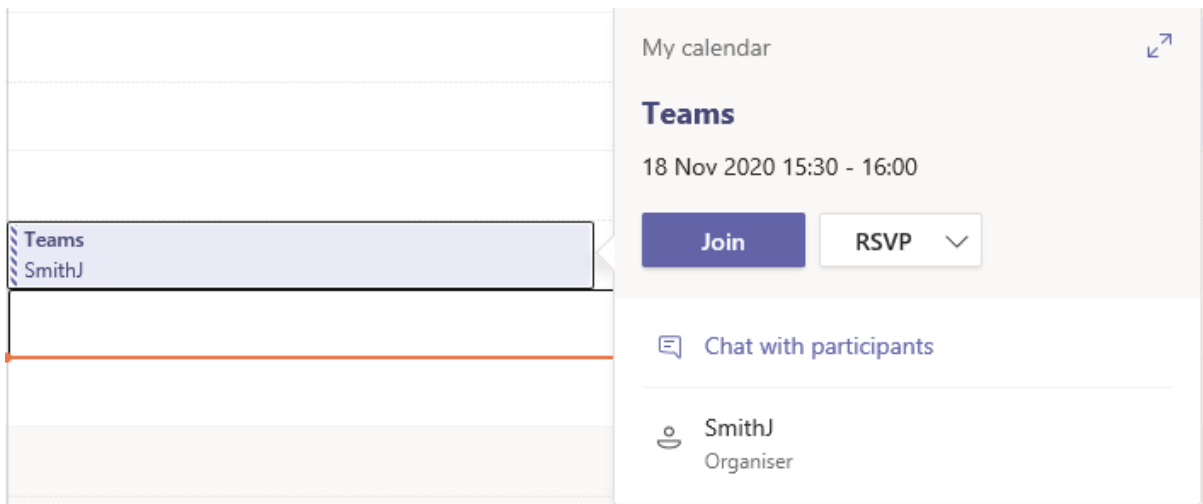 Teams
SmithJ
My calendar
Teams
18 Nov 2020 15:30 - 16:00
Join
RSVP
Chat with participants
SmithJ
Organiser